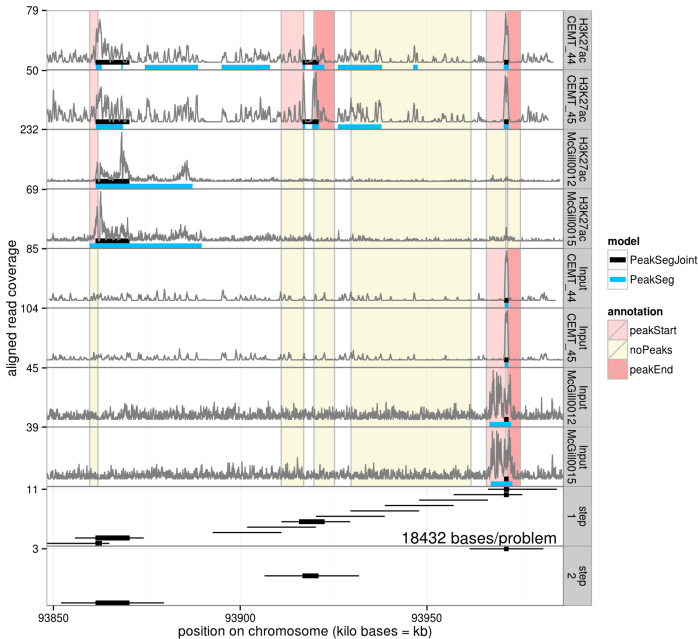 79
H3K27ac
CEMT_44
50
H3K27ac
CEMT_45
232
H3K27ac
McGill0012
69
H3K27ac
McGill0015
85
Input
CEMT_44
104
Input
CEMT_45
45
Input
McGill0012
39
Input
McGill0015
11
step
1
18432 bases/problem
3
step
2
aligned read coverage
93850
93900
93950
position on chromosome (kilo bases = kb)
model
PeakSegJoint
PeakSeg
annotation
peakStart
noPeaks
peakEnd